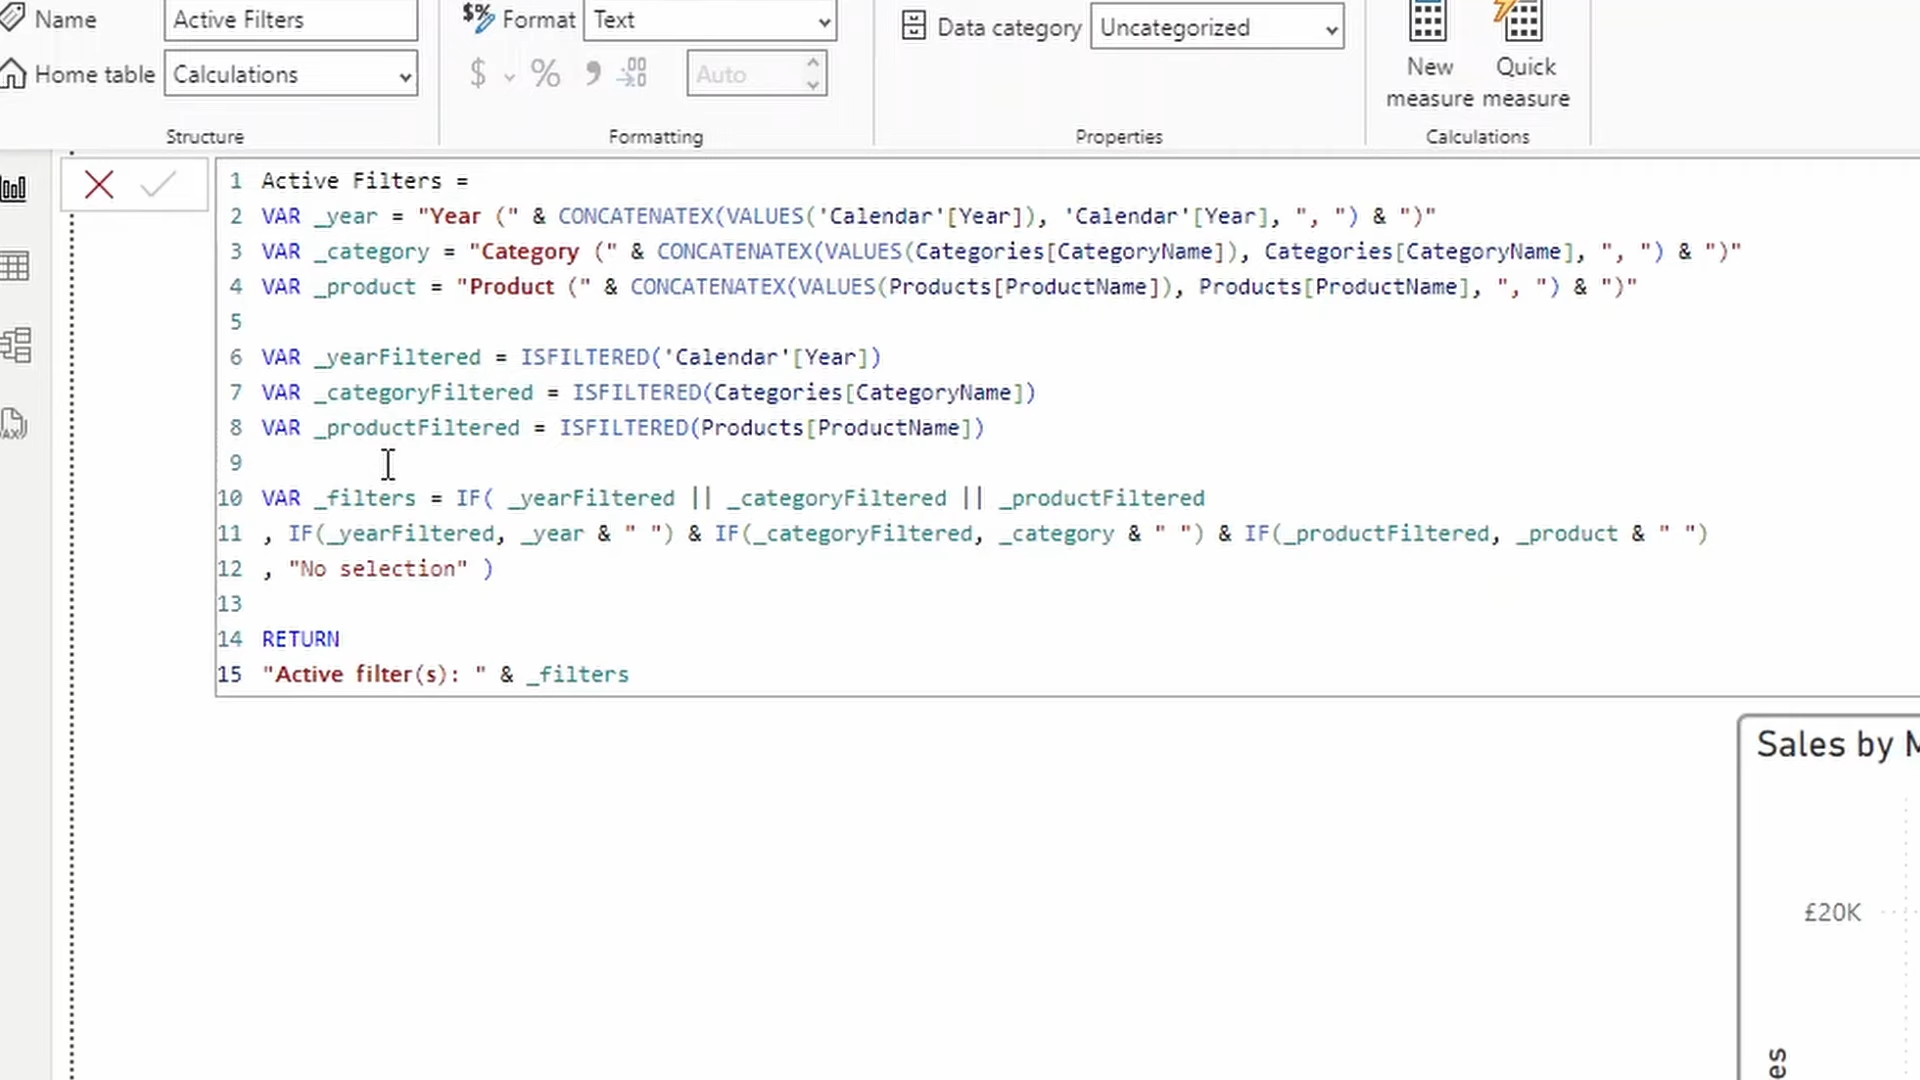 Name Active Filters
Format Text
Data category Uncategorized
Home table Calculations
$ % Auto
New measure
Quick measure
Structure
Formatting
Properties
Calculations
1 Active Filters =
2 VAR _year = "Year (" & CONCATENATEX(VALUES('Calendar'[Year]), 'Calendar'[Year], ", ") & ")"
3 VAR _category = "Category (" & CONCATENATEX(VALUES(Categories[CategoryName]), Categories[CategoryName], ", ") & ")"
4 VAR _product = "Product (" & CONCATENATEX(VALUES(Products[ProductName]), Products[ProductName], ", ") & ")"
5
6 VAR _yearFiltered = ISFILTERED('Calendar'[Year])
7 VAR _categoryFiltered = ISFILTERED(Categories[CategoryName])
8 VAR _productFiltered = ISFILTERED(Products[ProductName])
9
10 VAR _filters = IF( _yearFiltered || _categoryFiltered || _productFiltered
11 , IF(_yearFiltered, _year & " ") & IF(_categoryFiltered, _category & " ") & IF(_productFiltered, _product & " ")
12 , "No selection" )
13
14 RETURN
15 "Active filter(s): " & _filters
Sales by M
£20K